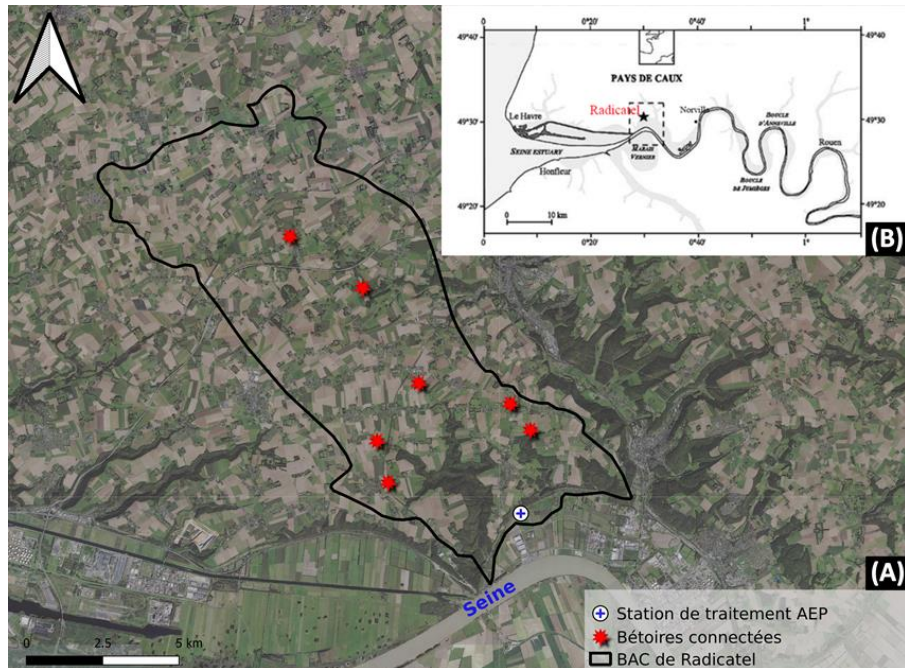 49°40
0
0°20
0°40
1°
49°40
PAYS DE CAUX
Radicatel
Norville
49°30
Le Havre
BOUCLE
D'ANNEVILLE
49°30
Rouen
SEINE ESTUARY
MARAIS
VERNIER
Honfleur
BOUCLE
DE JUMIÈGES
49°20
49°20
0
10 km
0
0°20
0°40
1°
(B)
Seine
(A)
Station de traitement AEP
Bétoires connectées
BAC de Radicatel
0
2.5
5 km